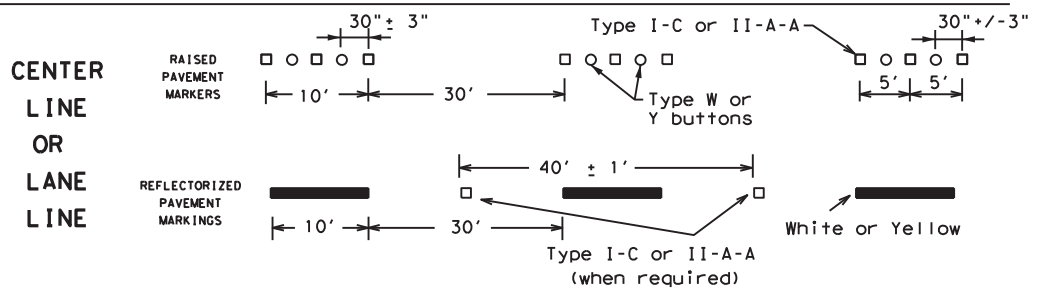 CENTER
LINE
OR
LANE
LINE
RAISED
PAVEMENT
MARKERS
30"± 3"
10'
30'
Type I-C or II-A-A
Type W or
Y buttons
30"+/-3"
5'
5'
REFLECTORIZED
PAVEMENT
MARKINGS
10'
30'
40' ± 1'
Type I-C or II-A-A
(when required)
White or Yellow